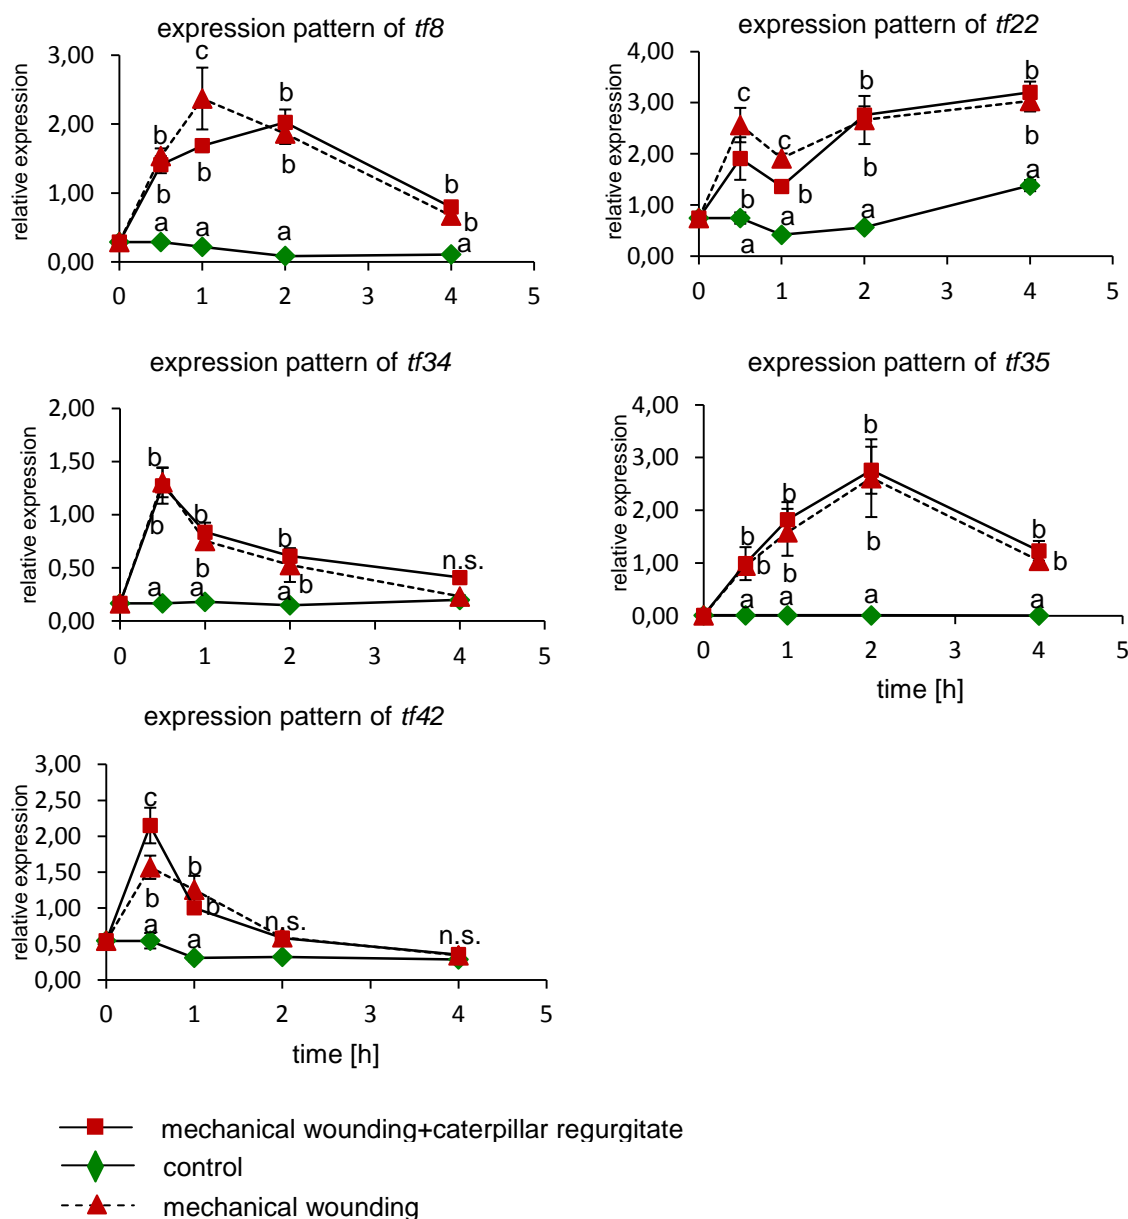 expression pattern of tf8
relative expression
3,00
2,00
1,00
0,00
c
b
b
b
b
b
b
b
a
a
a
a
0
1
2
3
4
5
expression pattern of tf22
relative expression
4,00
3,00
2,00
1,00
0,00
c
b
b
c
b
b
b
b
a
a
a
a
0
1
2
3
4
5
expression pattern of tf34
relative expression
2,00
1,50
1,00
0,50
0,00
b
b
b
b
b
b
n.s.
a
a
a
0
1
2
3
4
5
expression pattern of tf35
relative expression
4,00
3,00
2,00
1,00
0,00
b
b
b
b
b
b
b
b
a
a
a
a
0
1
2
3
4
5
time [h]
expression pattern of tf42
relative expression
3,00
2,50
2,00
1,50
1,00
0,50
0,00
c
b
b
b
a
a
n.s.
n.s.
0
1
2
3
4
5
time [h]
mechanical wounding+caterpillar regurgitate
control
mechanical wounding